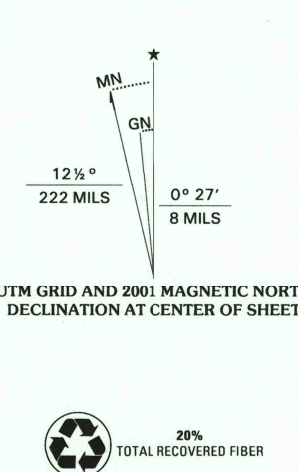 ★
MN
GN
12½°
222 MILS
0° 27′
8 MILS
UTM GRID AND 2001 MAGNETIC NORT
DECLINATION AT CENTER OF SHEET
20%
TOTAL RECOVERED FIBER